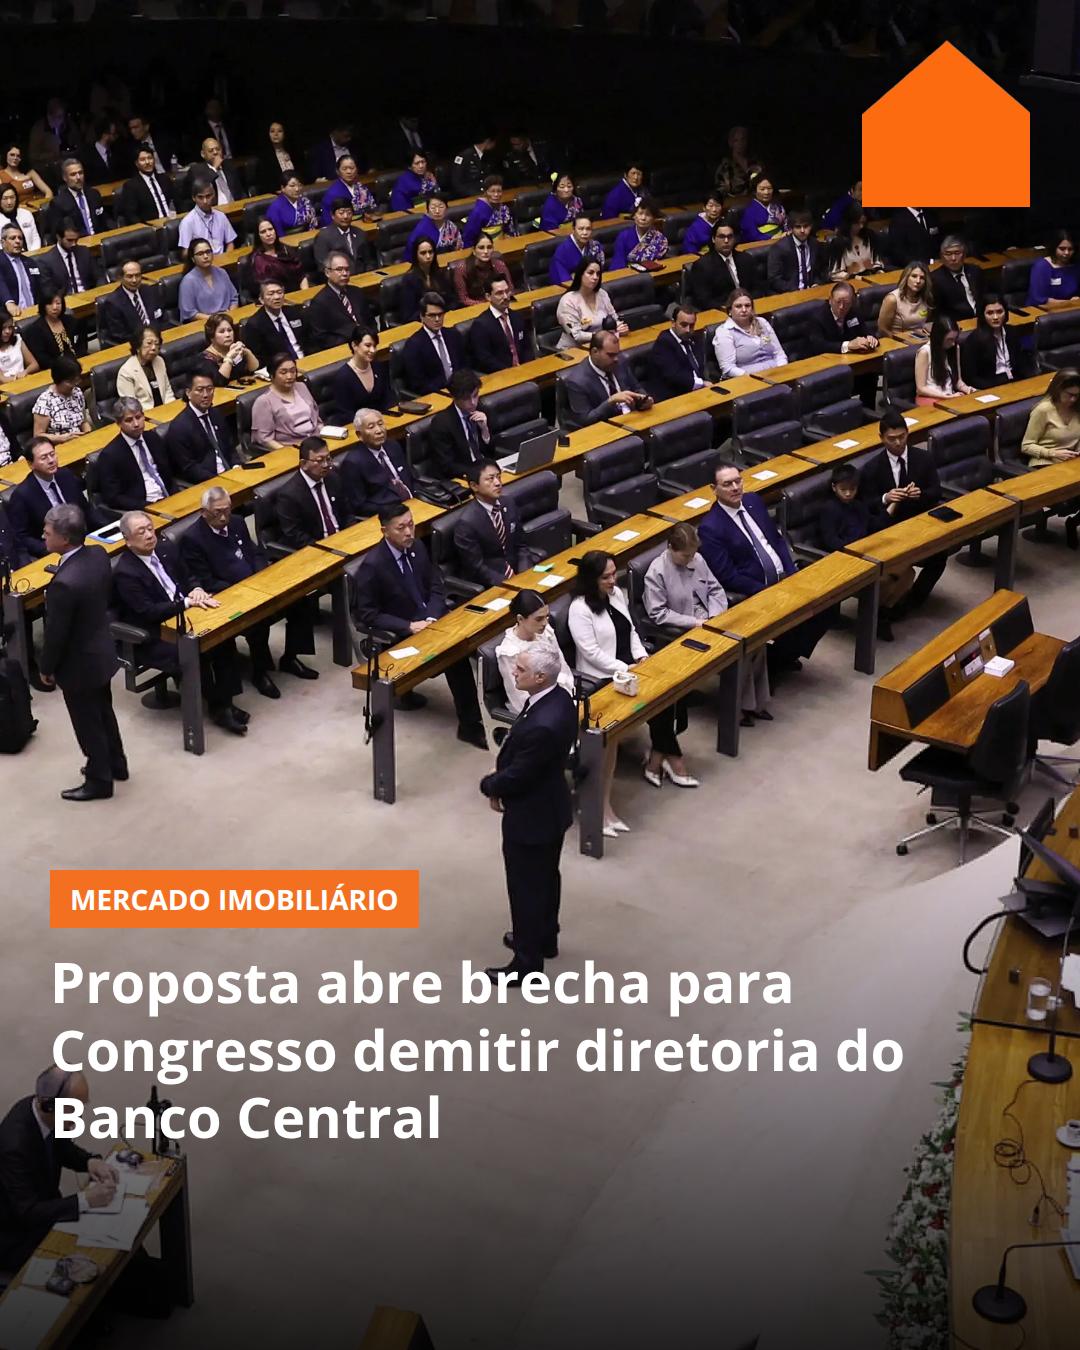 MERCADO IMOBILIÁRIO
Proposta abre brecha para
Congresso demitir diretoria do
Banco Central